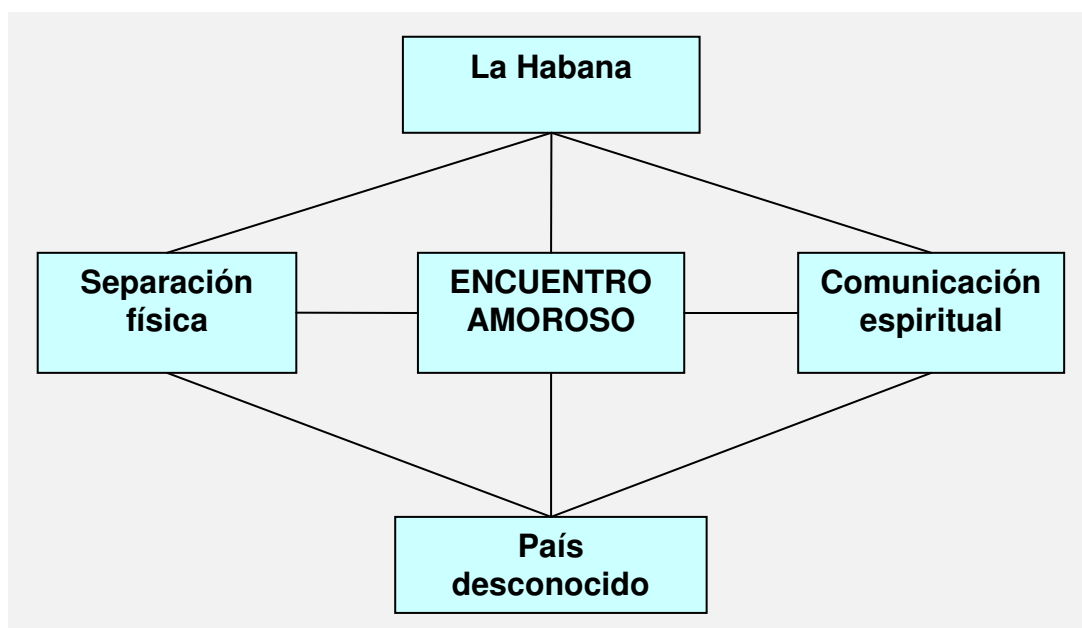 La Habana
Separación
física
ENCUENTRO
AMOROSO
Comunicación
espiritual
País
desconocido